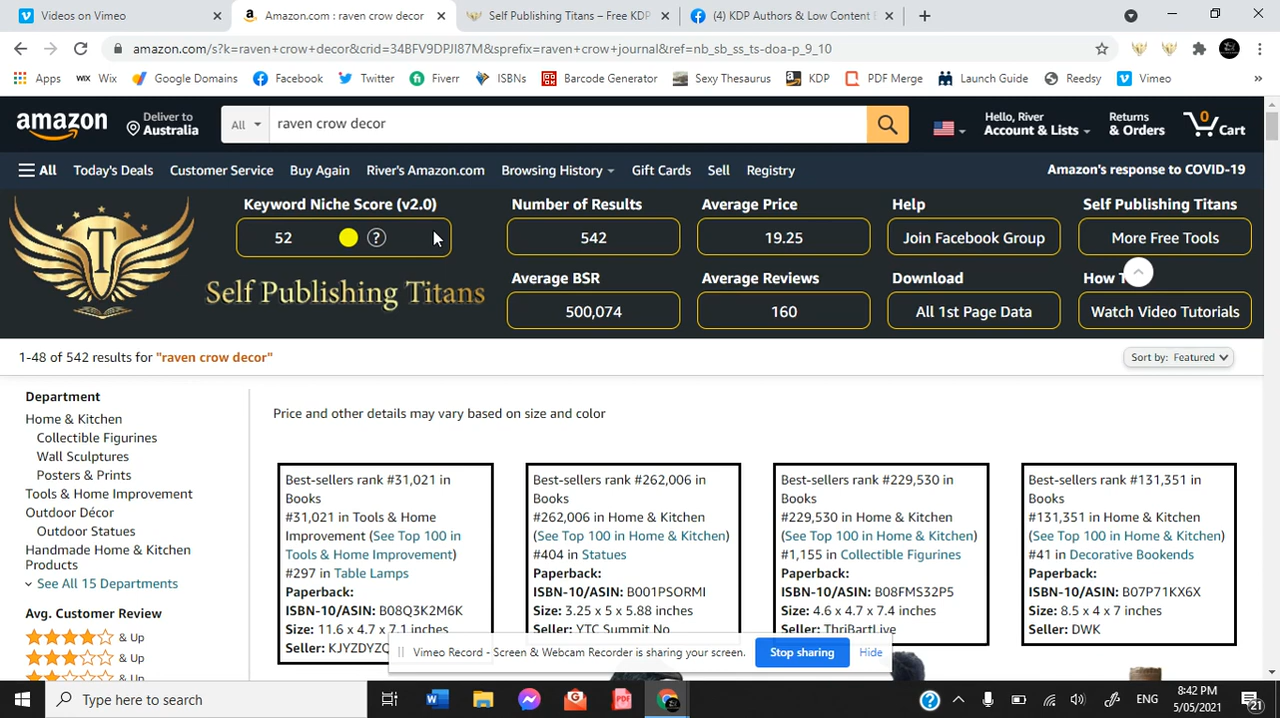 Videos on Vimeo
Amazon.com : raven crow decor
Self Publishing Titans – Free KDP
(4) KDP Authors & Low Content B
amazon.com/s?k=raven+crow+decor&crid=34BFV9DPJI87M&sprefix=raven+crow+journal&ref=nb_sb_ss_ts-doa-p_9_10
Apps
WIX Wix
Google Domains
Facebook
Twitter
Fiverr
ISBNs
Barcode Generator
Sexy Thesaurus
KDP
PDF Merge
Launch Guide
Reedsy
Vimeo
amazon
Deliver to
Australia
All
raven crow decor
Hello, River
Account & Lists
Returns
& Orders
0
Cart
All
Today's Deals
Customer Service
Buy Again
River's Amazon.com
Browsing History
Gift Cards
Sell
Registry
Amazon's response to COVID-19
T
Self Publishing Titans
Keyword Niche Score (v2.0)
52
?
Number of Results
542
Average Price
19.25
Help
Join Facebook Group
Self Publishing Titans
More Free Tools
Average BSR
500,074
Average Reviews
160
Download
All 1st Page Data
How T
Watch Video Tutorials
1-48 of 542 results for "raven crow decor"
Sort by: Featured
Department
Home & Kitchen
Collectible Figurines
Wall Sculptures
Posters & Prints
Tools & Home Improvement
Outdoor Décor
Outdoor Statues
Handmade Home & Kitchen
Products
See All 15 Departments
Avg. Customer Review
& Up
& Up
& Up
Price and other details may vary based on size and color
Best-sellers rank #31,021 in
Books
#31,021 in Tools & Home
Improvement (See Top 100 in
Tools & Home Improvement)
#297 in Table Lamps
Paperback:
ISBN-10/ASIN: B08Q3K2M6K
Size: 11.6 x 4.7 x 7.1 inches
Seller: KJYZDYZQ
Best-sellers rank #262,006 in
Books
#262,006 in Home & Kitchen
(See Top 100 in Home & Kitchen)
#404 in Statues
Paperback:
ISBN-10/ASIN: B001PSORMI
Size: 3.25 x 5 x 5.88 inches
Seller: YTC Summit No
Best-sellers rank #229,530 in
Books
#229,530 in Home & Kitchen
(See Top 100 in Home & Kitchen)
#1,155 in Collectible Figurines
Paperback:
ISBN-10/ASIN: B08FMS32P5
Size: 4.6 x 4.7 x 7.4 inches
Seller: ThriBartLive
Best-sellers rank #131,351 in
Books
#131,351 in Home & Kitchen
(See Top 100 in Home & Kitchen)
#41 in Decorative Bookends
Paperback:
ISBN-10/ASIN: B07P71KX6X
Size: 8.5 x 4 x 7 inches
Seller: DWK
Vimeo Record - Screen & Webcam Recorder is sharing your screen.
Stop sharing
Hide
Type here to search
ENG
8:42 PM
5/05/2021
21